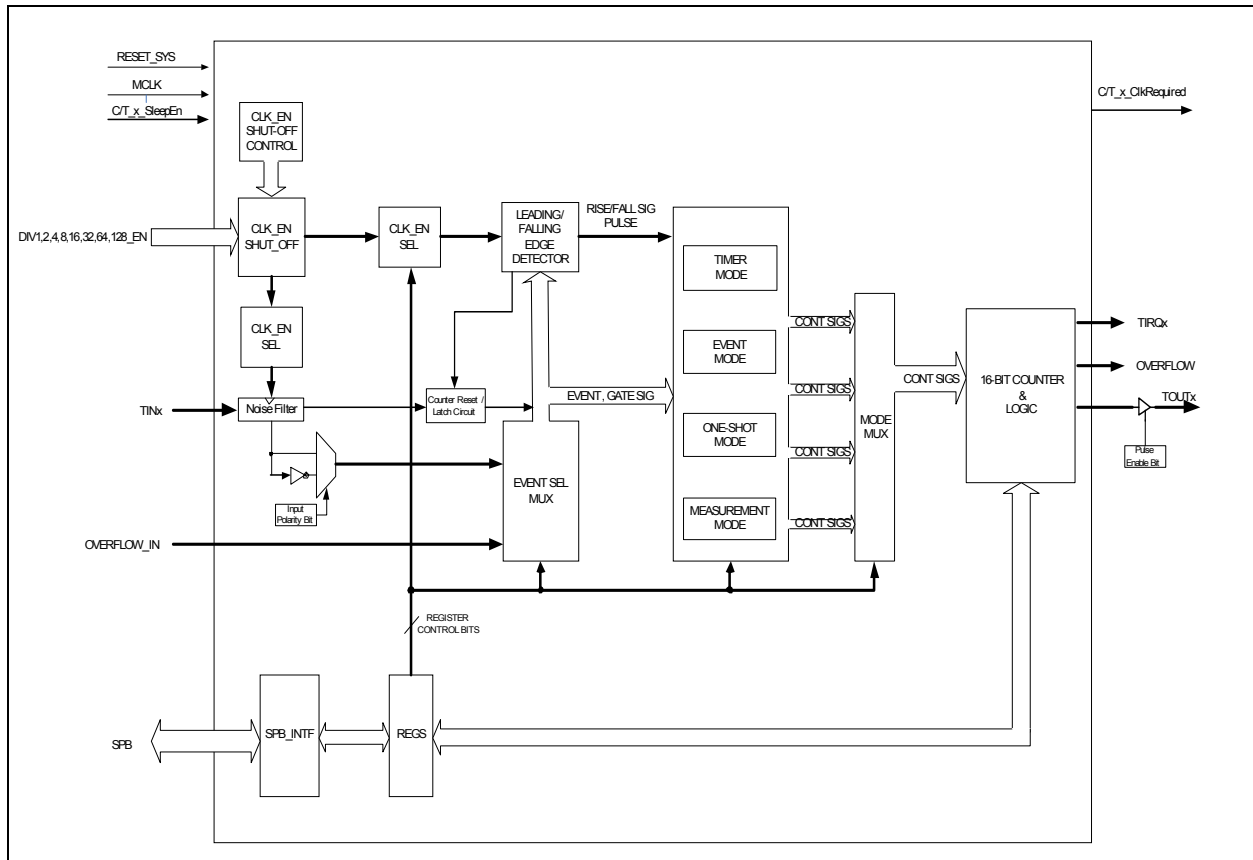 RESET_SYS
MCLK
C/T_x_SleepEn
C/T_x_ClkRequired
CLK_EN
SHUT-OFF
CONTROL
DIV1,2,4,8,16,32,64,128_EN
CLK_EN
SHUT_OFF
CLK_EN
SEL
LEADING/
FALLING
EDGE
DETECTOR
RISE/FALL SIG
PULSE
TIMER
MODE
EVENT
MODE
ONE-SHOT
MODE
MEASUREMENT
MODE
CONT SIGS
CONT SIGS
CONT SIGS
CONT SIGS
MODE
MUX
CONT SIGS
16-BIT COUNTER
&
LOGIC
TIRQx
OVERFLOW
TOUTx
Pulse
Enable Bit
CLK_EN
SEL
TINx
Noise Filter
Counter Reset /
Latch Circuit
EVENT, GATE SIG
Input
Polarity Bit
EVENT SEL
MUX
OVERFLOW_IN
REGISTER
CONTROL BITS
SPB
SPB_INTF
REGS